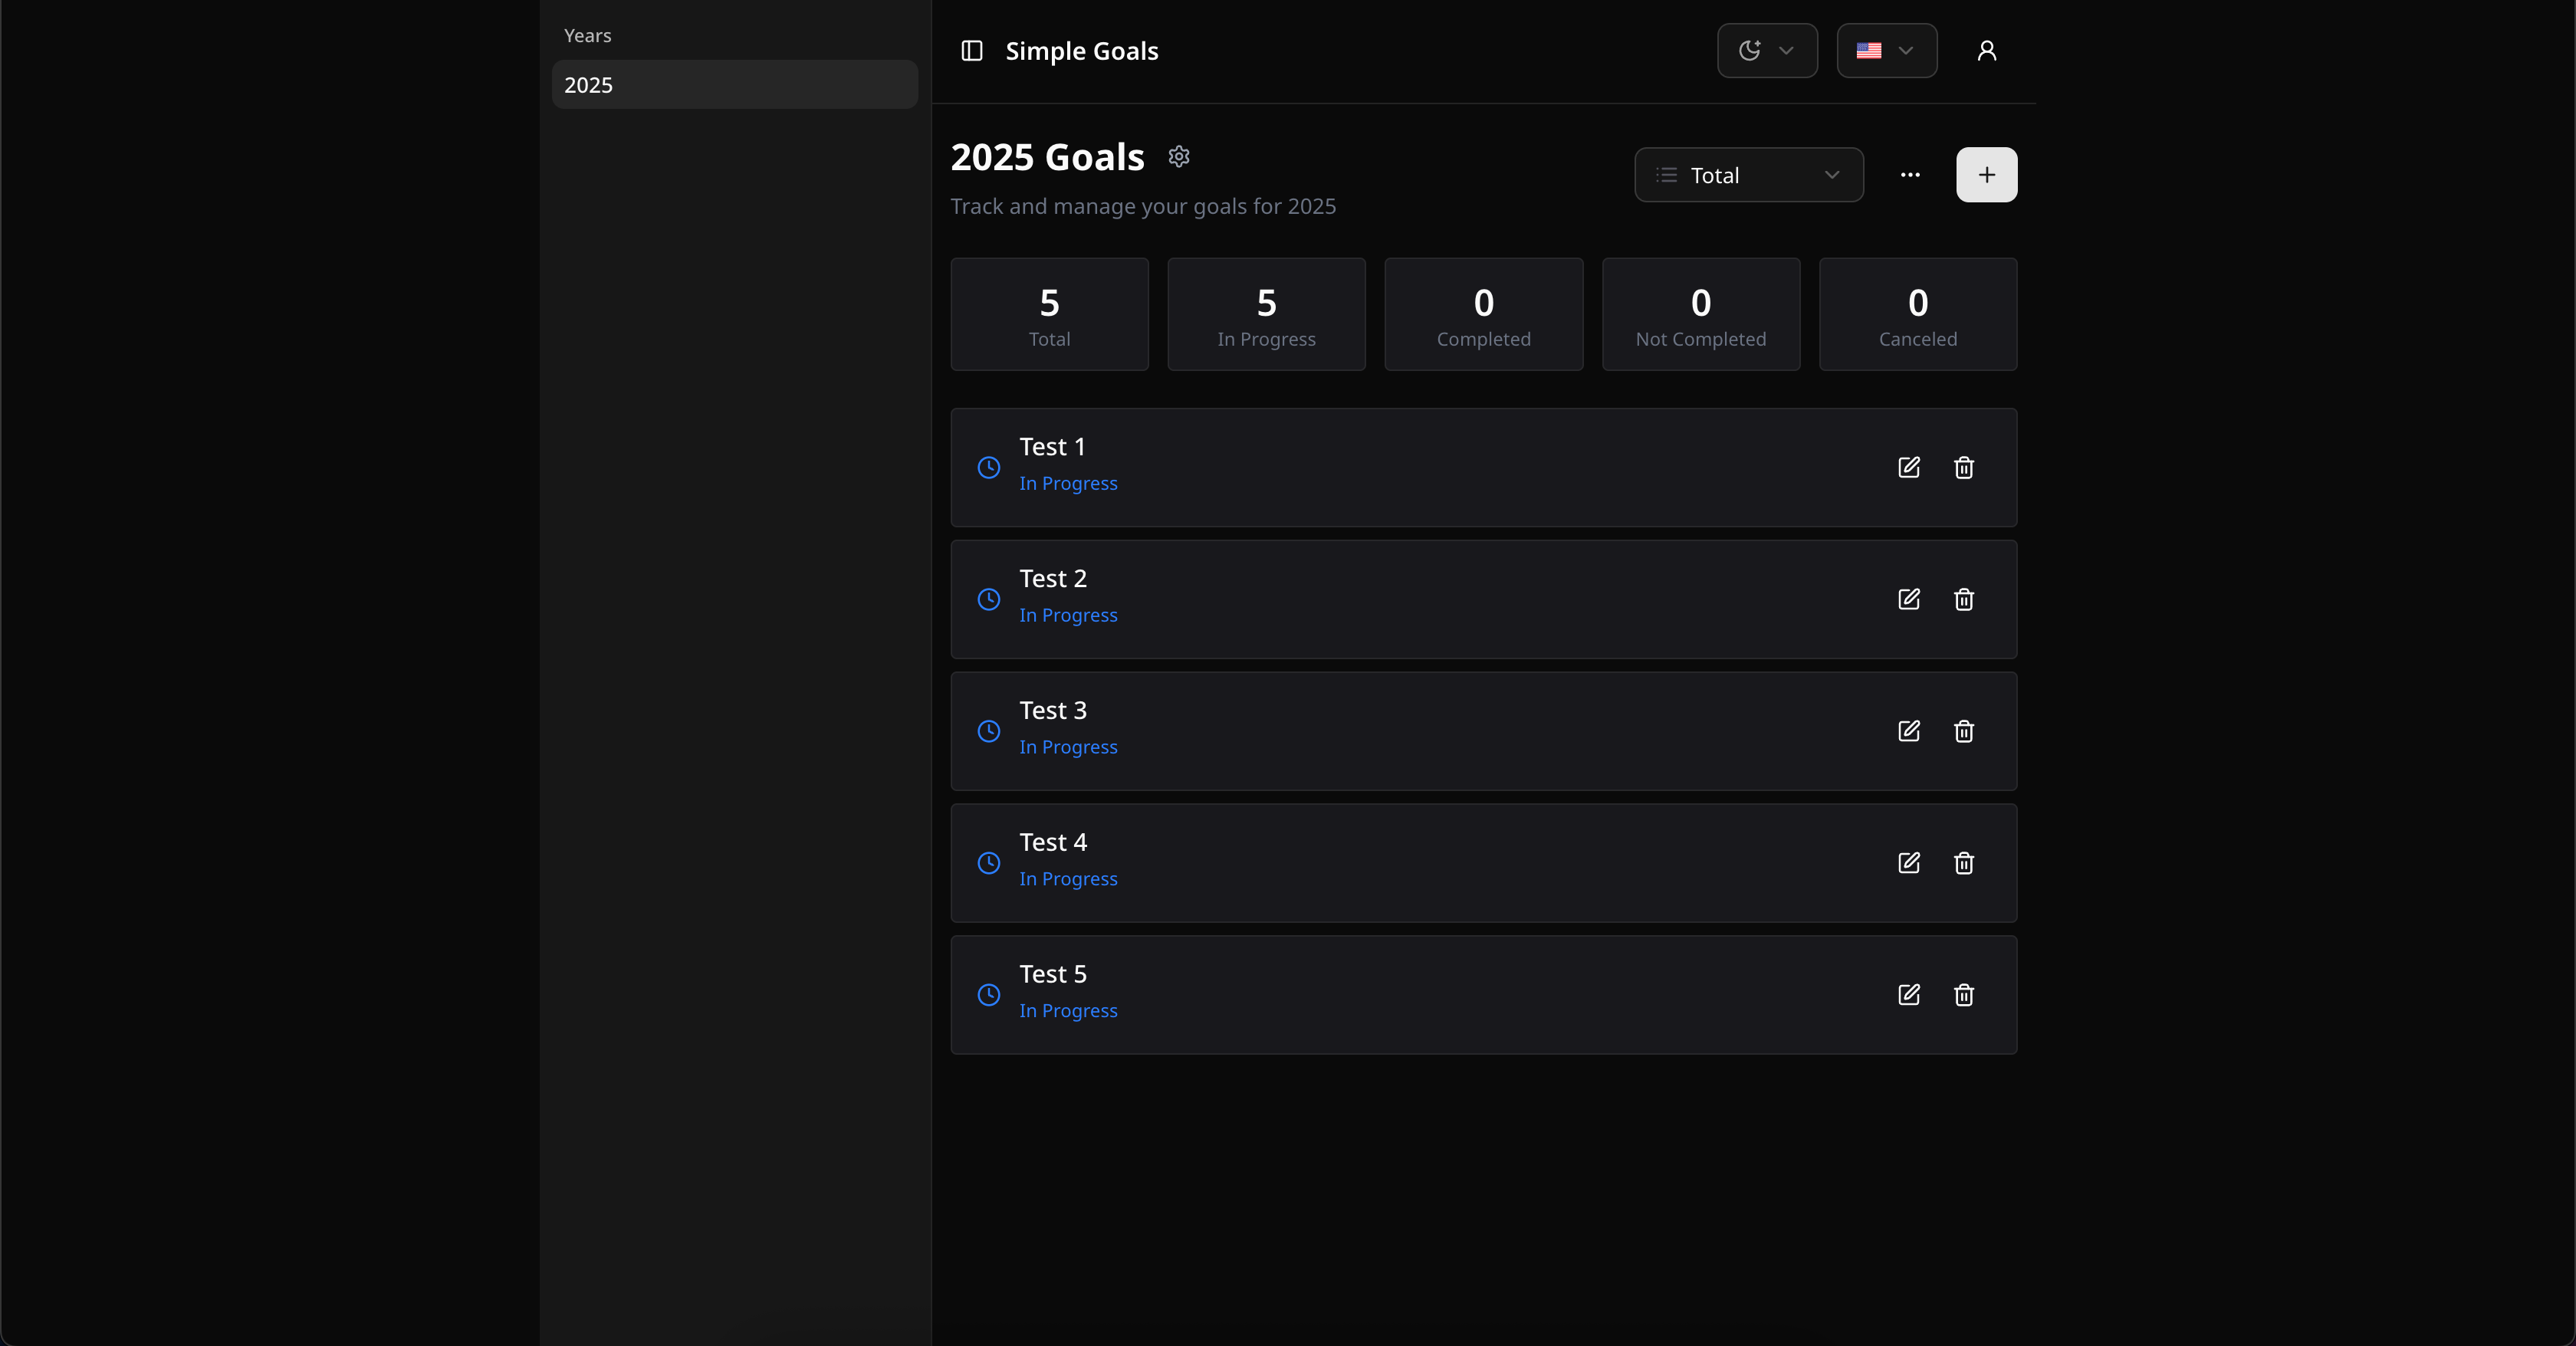 Years
2025
Simple Goals
2025 Goals
Track and manage your goals for 2025
Total
5
Total
5
In Progress
0
Completed
0
Not Completed
0
Canceled
Test 1
In Progress
Test 2
In Progress
Test 3
In Progress
Test 4
In Progress
Test 5
In Progress